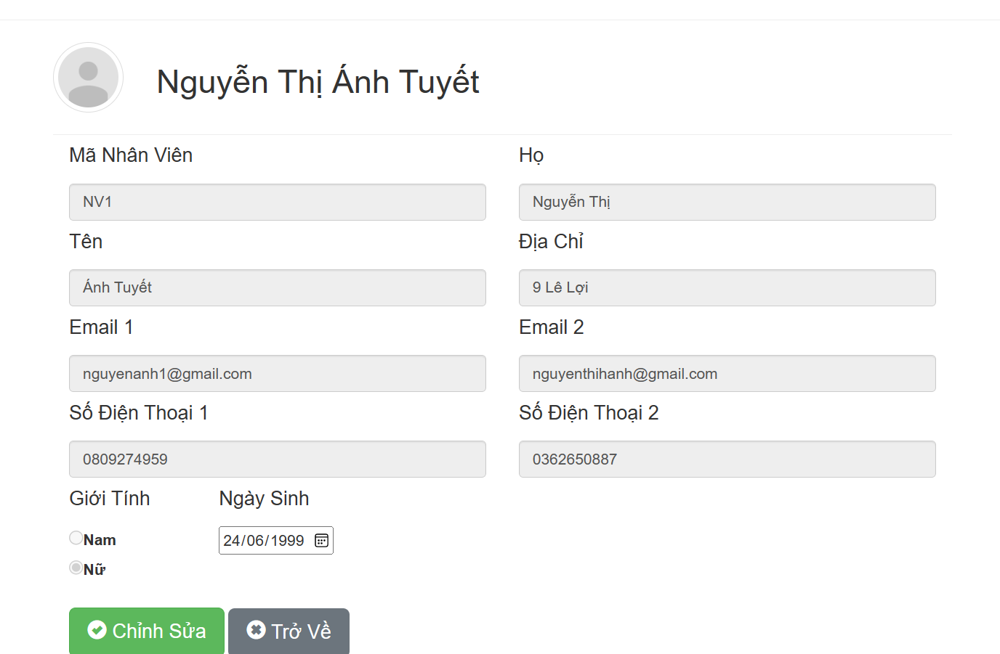 Nguyễn Thị Ánh Tuyết
Mã Nhân Viên
Họ
NV1
Nguyễn Thị
Tên
Địa Chỉ
Ánh Tuyết
9 Lê Lợi
Email 1
Email 2
nguyenanh1@gmail.com
nguyenthihanh@gmail.com
Số Điện Thoại 1
Số Điện Thoại 2
0809274959
0362650887
Giới Tính
Ngày Sinh
Nam
24/06/1999
Nữ
Chỉnh Sửa
Trở Về